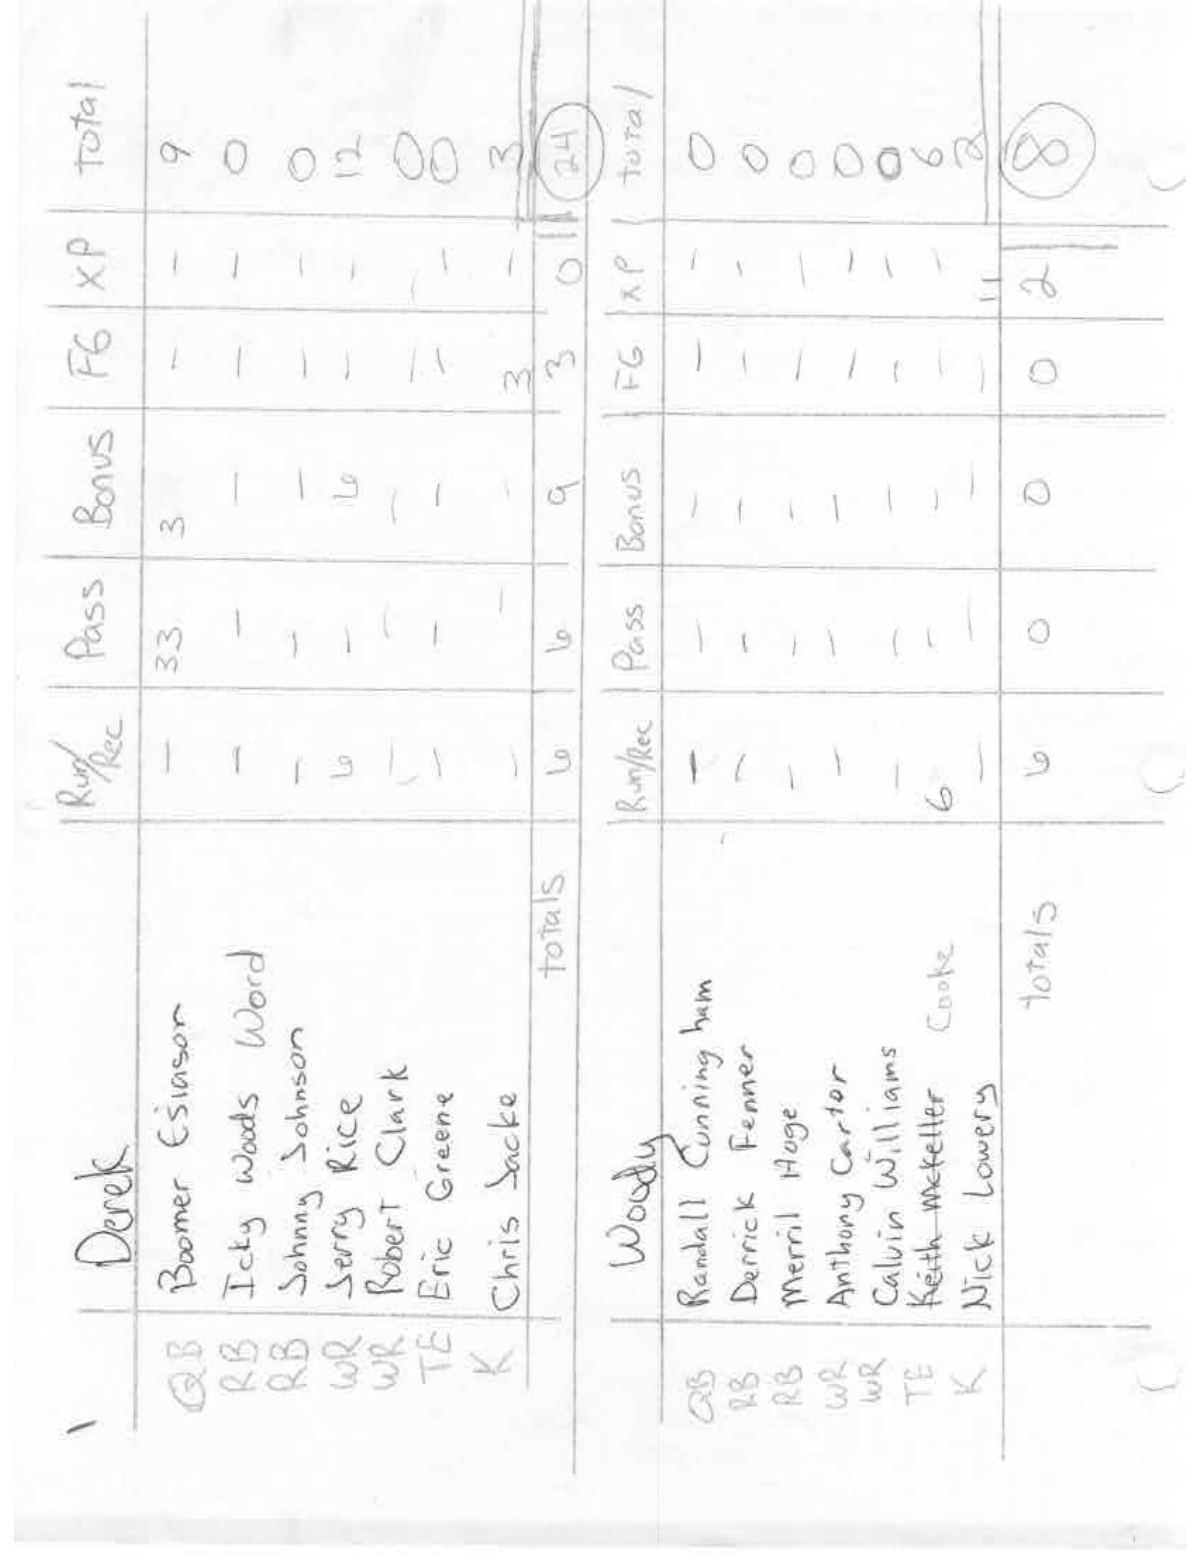 1 Derek Run/Rec Pass Bonus FG XP total
QB Boomer Esiason — 33 3 — — 9
RB Icky Woods Word — — — — — 0
RB Johnny Johnson — — — — — 0
WR Jerry Rice 6 — 6 — — 12
WR Robert Clark — — — — — 0
TE Eric Greene — — — — — 0
K Chris Jacke — — — 3 — 3
totals 6 6 9 3 0 24
Woody Run/Rec Pass Bonus FG XP total
QB Randall Cunningham — — — — — 0
RB Derrick Fenner — — — — — 0
RB Merril Hoge — — — — — 0
WR Anthony Carter — — — — — 0
WR Calvin Williams — — — — — 0
TE Keith McKeller Cooke 6 — — — — 6
K Nick Lowery — — — — 11 2
totals 6 0 0 0 2 8